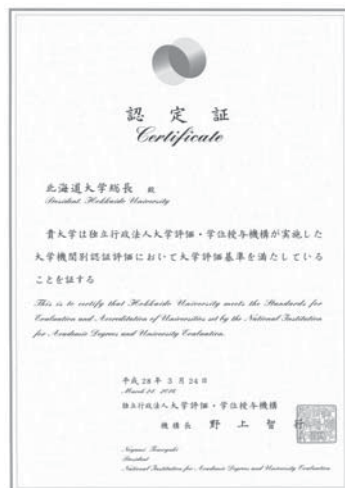 認定証
Certificate
北海道大学総長 殿
President Hokkaido University
貴大学は独立行政法人大学評価・学位授与機構が実施した
大学機関別認証評価において大学評価基準を満たしている
ことを証する
This is to certify that Hokkaido University meets the Standards for
Evaluation and Accreditation of Universities set by the National Institution
for Academic Degrees and University Evaluation.
平成28年3月24日
March 24, 2016
独立行政法人大学評価・学位授与機構
機構長 野上智行
President
National Institution for Academic Degrees and University Evaluation